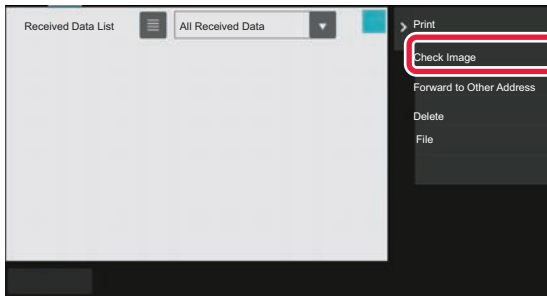 Received Data List
All Received Data
Print
Check Image
Forward to Other Address
Delete
File